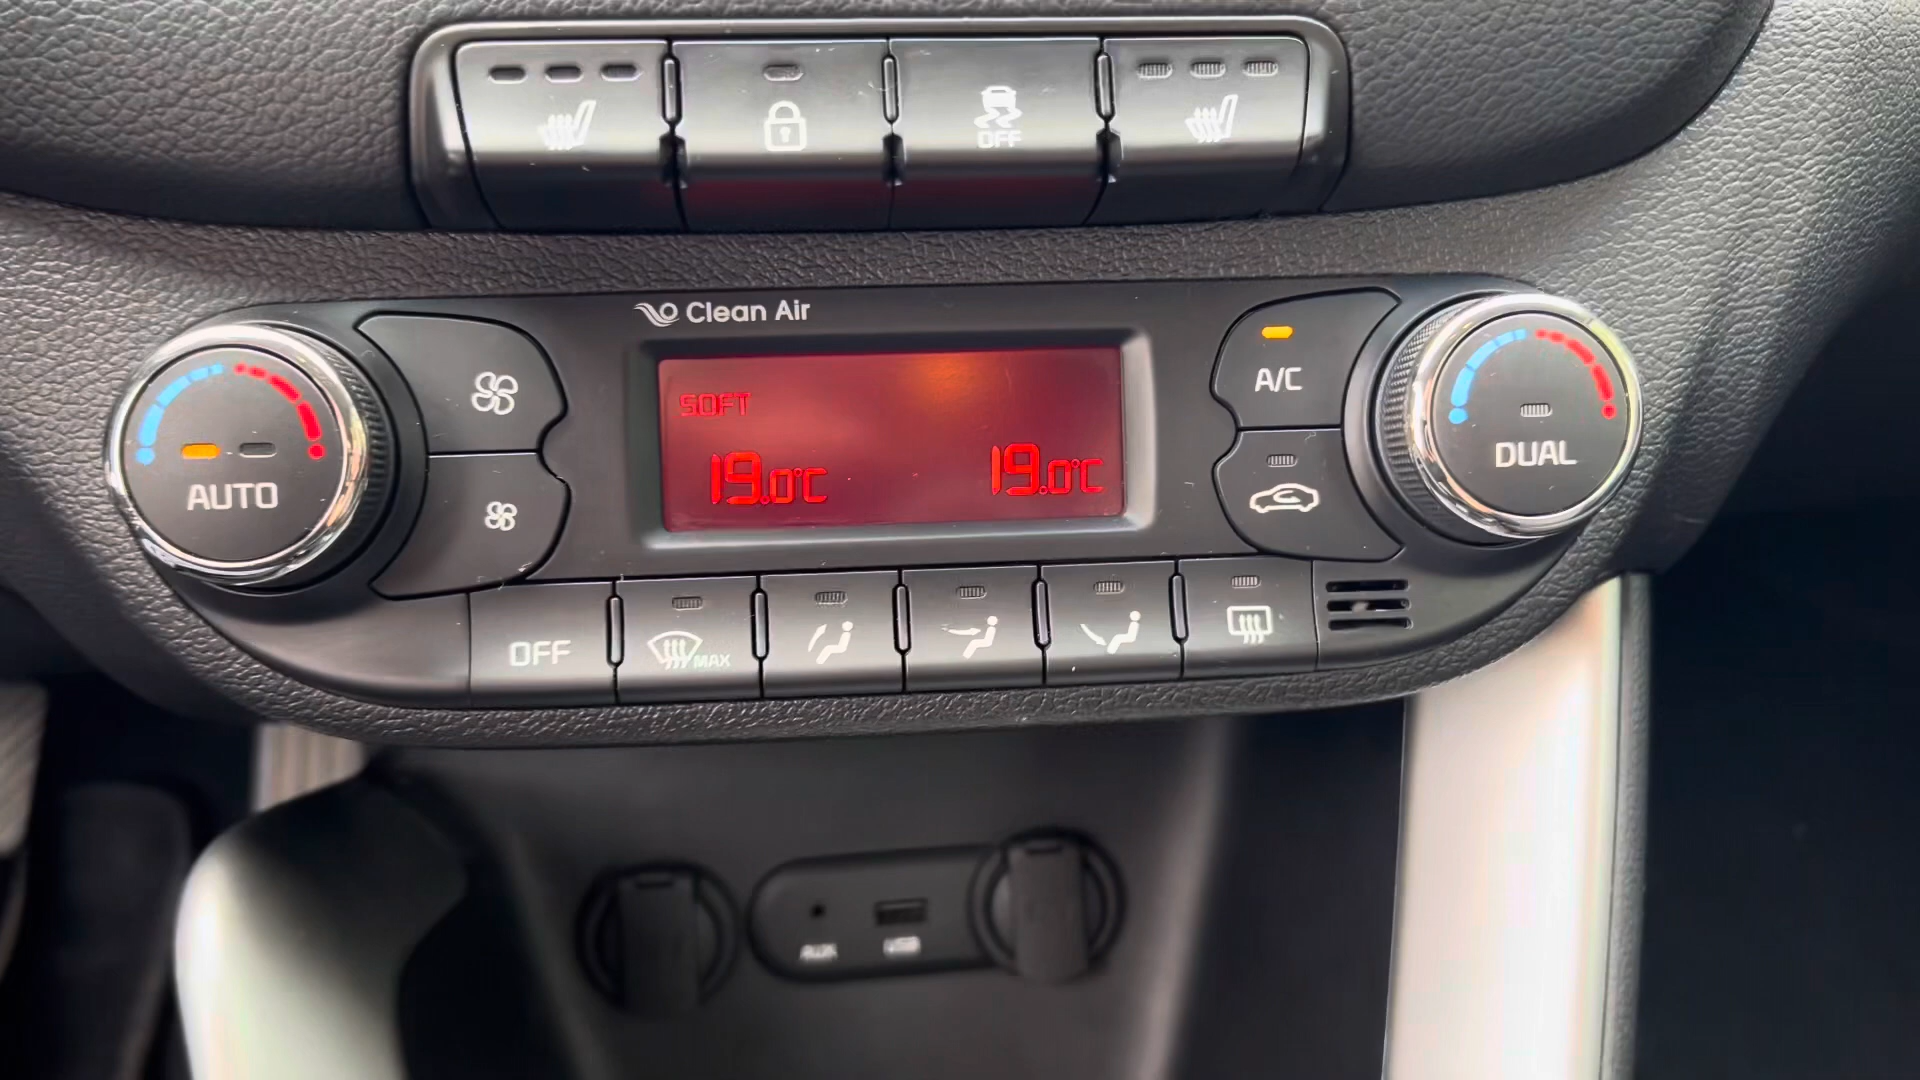 OFF
Clean Air
AUTO
SOFT
19.0°C
19.0°C
A/C
DUAL
OFF
MAX
AUX
USB